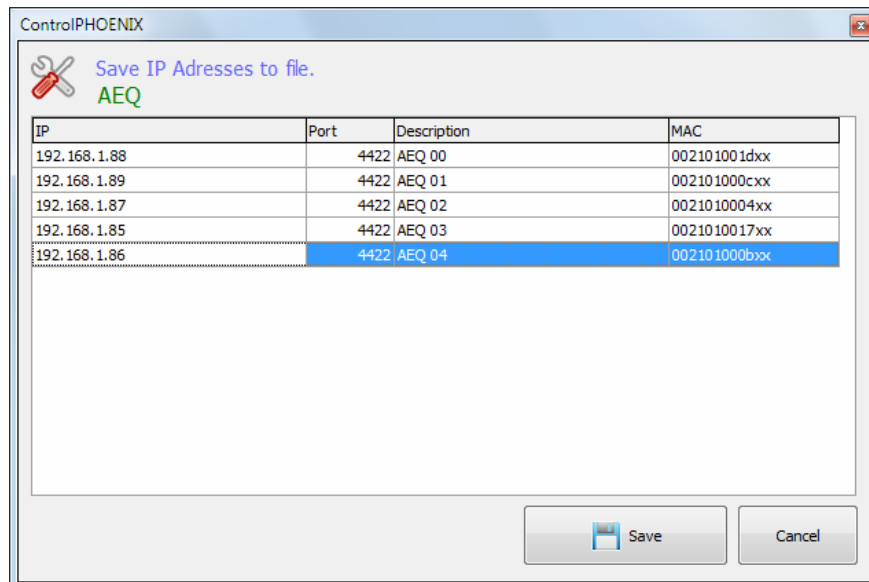 ControlPHOENIX
Save IP Adresses to file.
AEQ
IP Port Description MAC
192.168.1.88 4422 AEQ 00 002101001dxx
192.168.1.89 4422 AEQ 01 002101000cxx
192.168.1.87 4422 AEQ 02 0021010004xx
192.168.1.85 4422 AEQ 03 0021010017xx
192.168.1.86 4422 AEQ 04 002101000bxx
Save Cancel